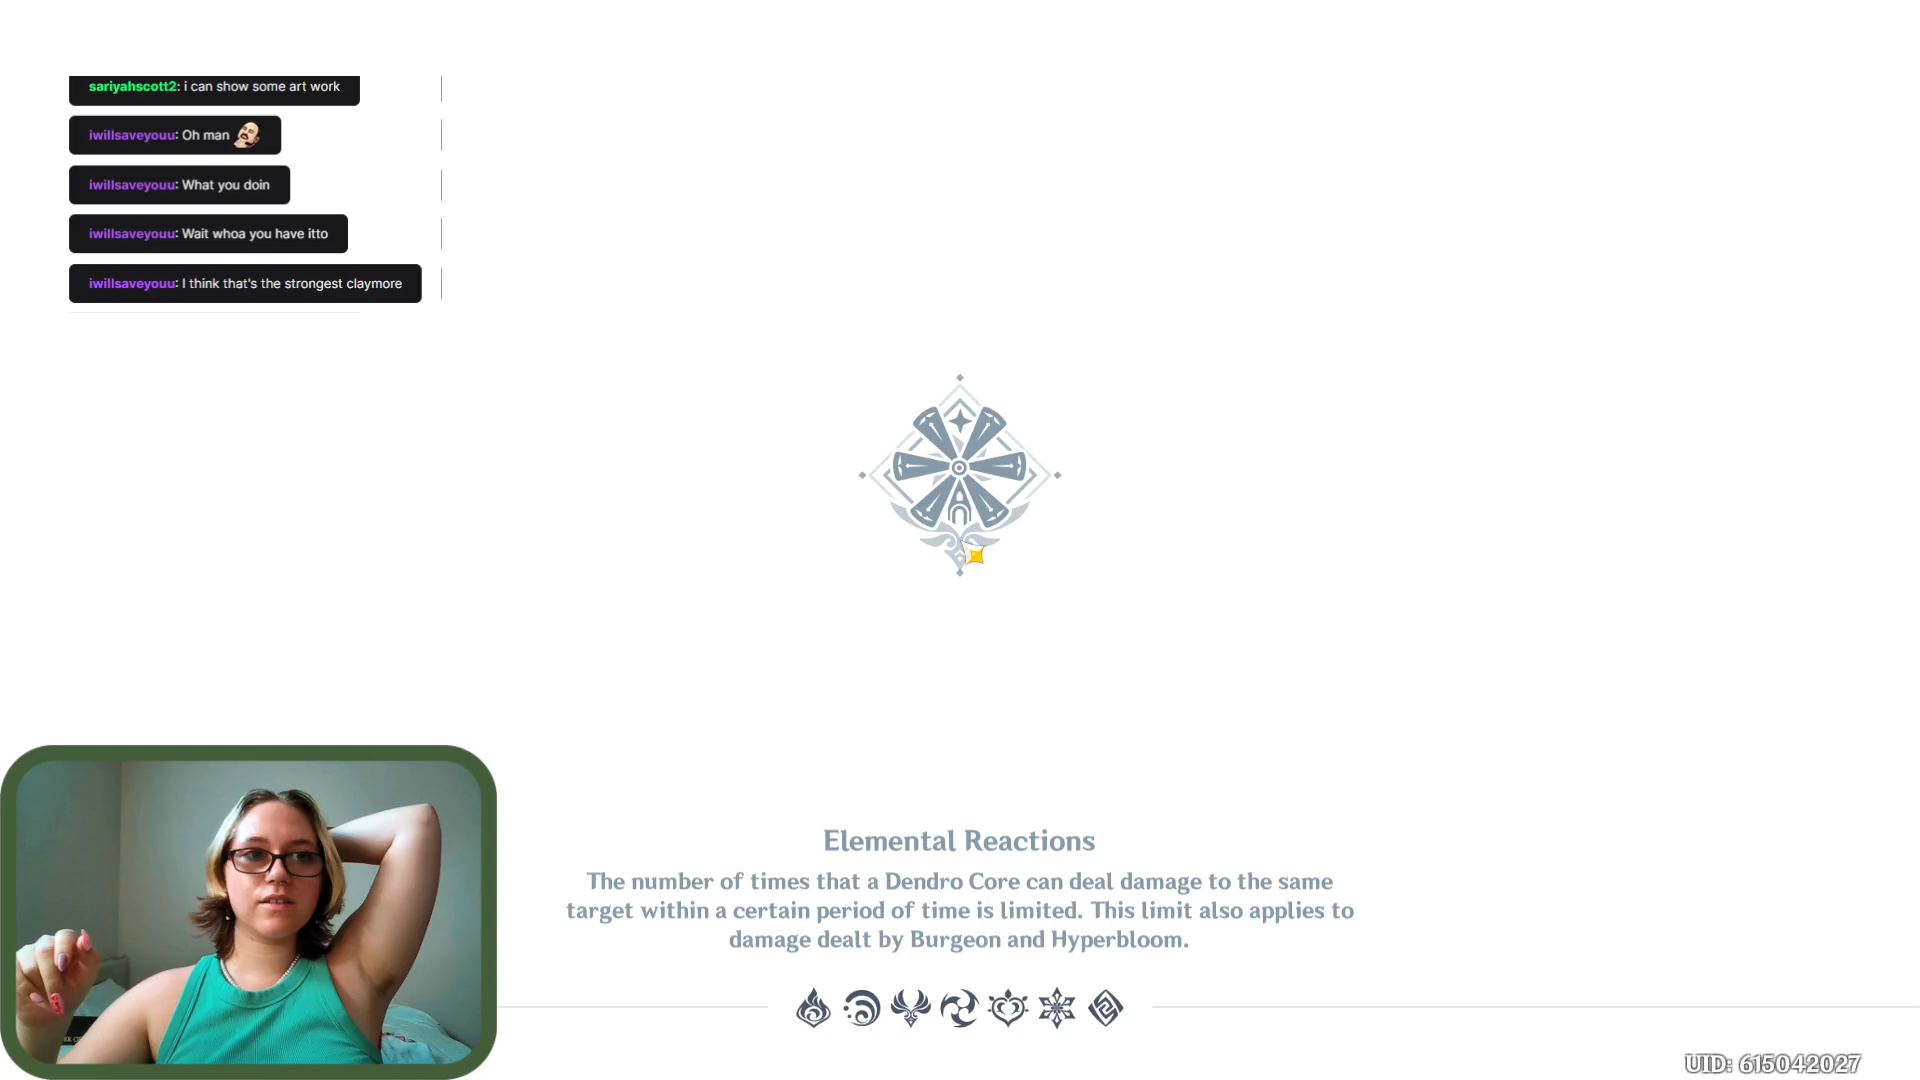 sariyahscott2: i can show some art work
iwillsaveyouu: Oh man
iwillsaveyouu: What you doin
iwillsaveyouu: Wait whoa you have itto
iwillsaveyouu: I think that's the strongest claymore
Elemental Reactions
The number of times that a Dendro Core can deal damage to the same
target within a certain period of time is limited. This limit also applies to
damage dealt by Burgeon and Hyperbloom.
UID: 615042027